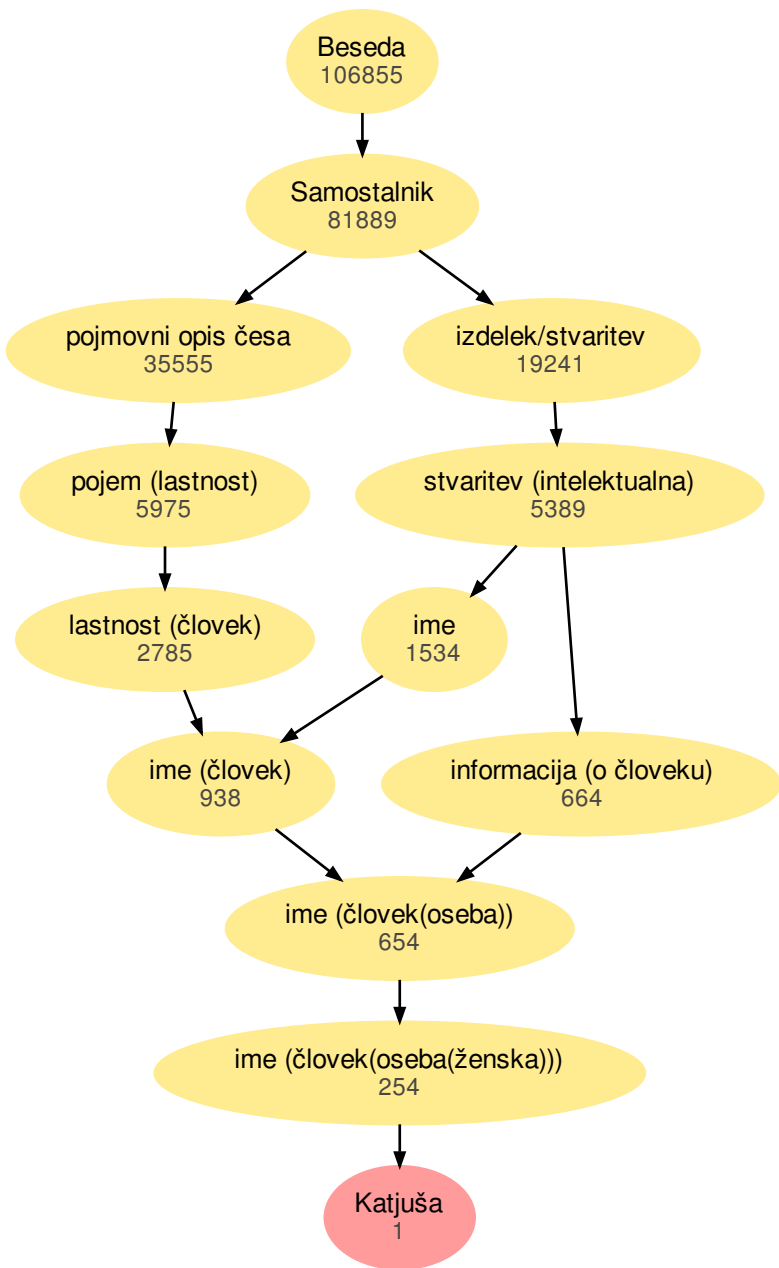 Beseda
106855
Samostalnik
81889
pojmovni opis česa
35555
izdelek/stvaritev
19241
pojem (lastnost)
5975
stvaritev (intelektualna)
5389
lastnost (človek)
2785
ime
1534
ime (človek)
938
informacija (o človeku)
664
ime (človek(oseba))
654
ime (človek(oseba(ženska)))
254
Katjuša
1